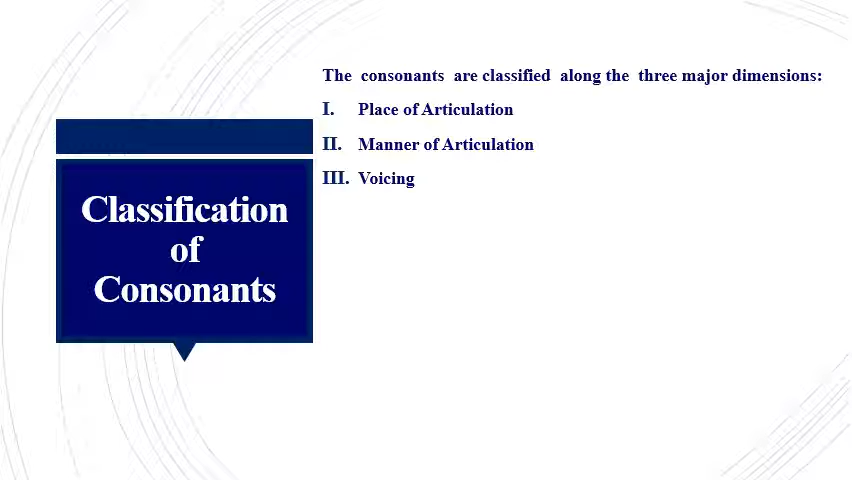 The consonants are classified along the three major dimensions:
I. Place of Articulation
II. Manner of Articulation
III. Voicing
Classification
of
Consonants